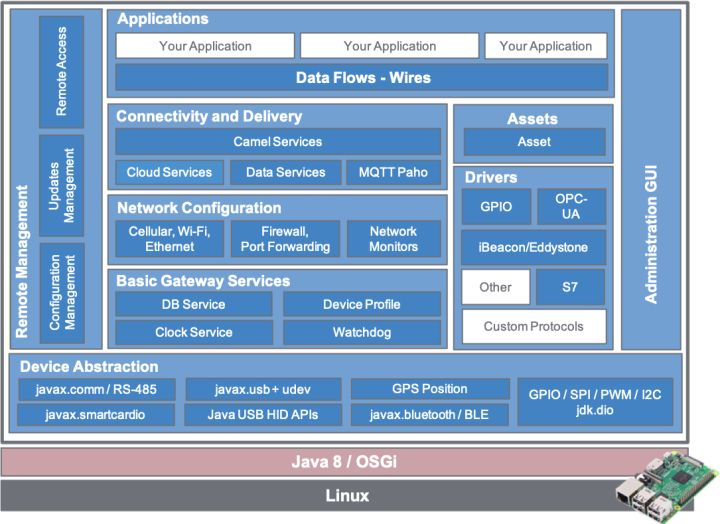 Applications
Your Application
Your Application
Your Application
Data Flows - Wires
Remote Management
Remote Access
Updates
Management
Configuration
Management
Connectivity and Delivery
Camel Services
Cloud Services
Data Services
MQTT Paho
Network Configuration
Cellular, Wi-Fi,
Ethernet
Firewall,
Port Forwarding
Network
Monitors
Basic Gateway Services
DB Service
Device Profile
Clock Service
Watchdog
Assets
Asset
Drivers
GPIO
OPC-
UA
iBeacon/Eddystone
Other
S7
Custom Protocols
Administration GUI
Device Abstraction
javax.comm / RS-485
javax.usb + udev
GPS Position
GPIO / SPI / PWM / I2C
jdk.dio
javax.smartcardio
Java USB HID APIs
javax.bluetooth / BLE
Java 8 / OSGi
Linux